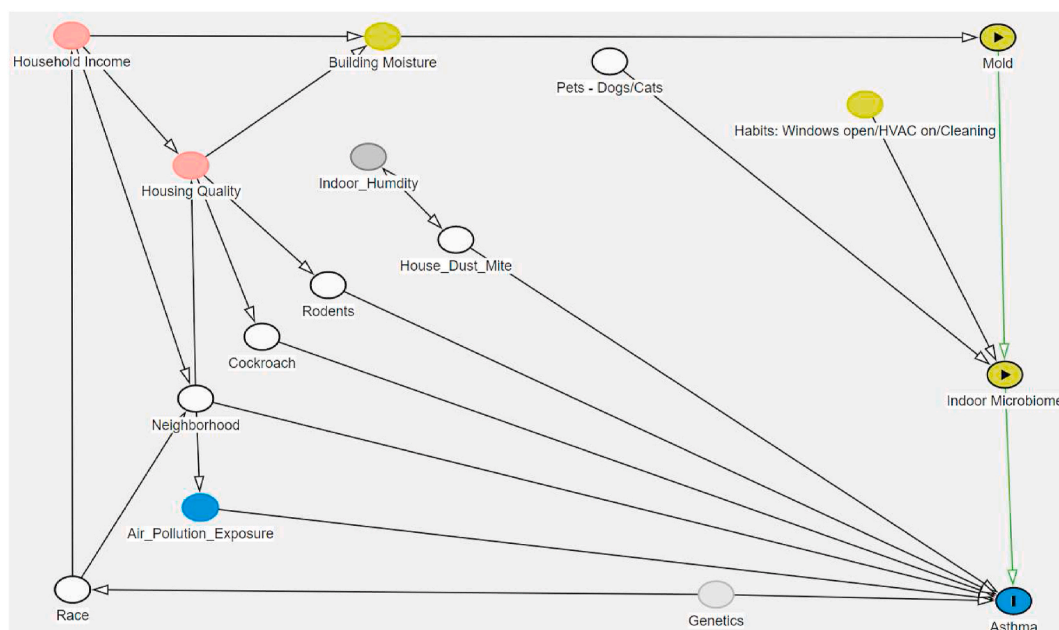 Household Income
Building Moisture
Mold
Pets - Dogs/Cats
Habits: Windows open/HVAC on/Cleaning
Indoor_Humdity
Housing Quality
House_Dust_Mite
Rodents
Cockroach
Indoor Microbiome
Neighborhood
Air_Pollution_Exposure
Race
Genetics
Asthma